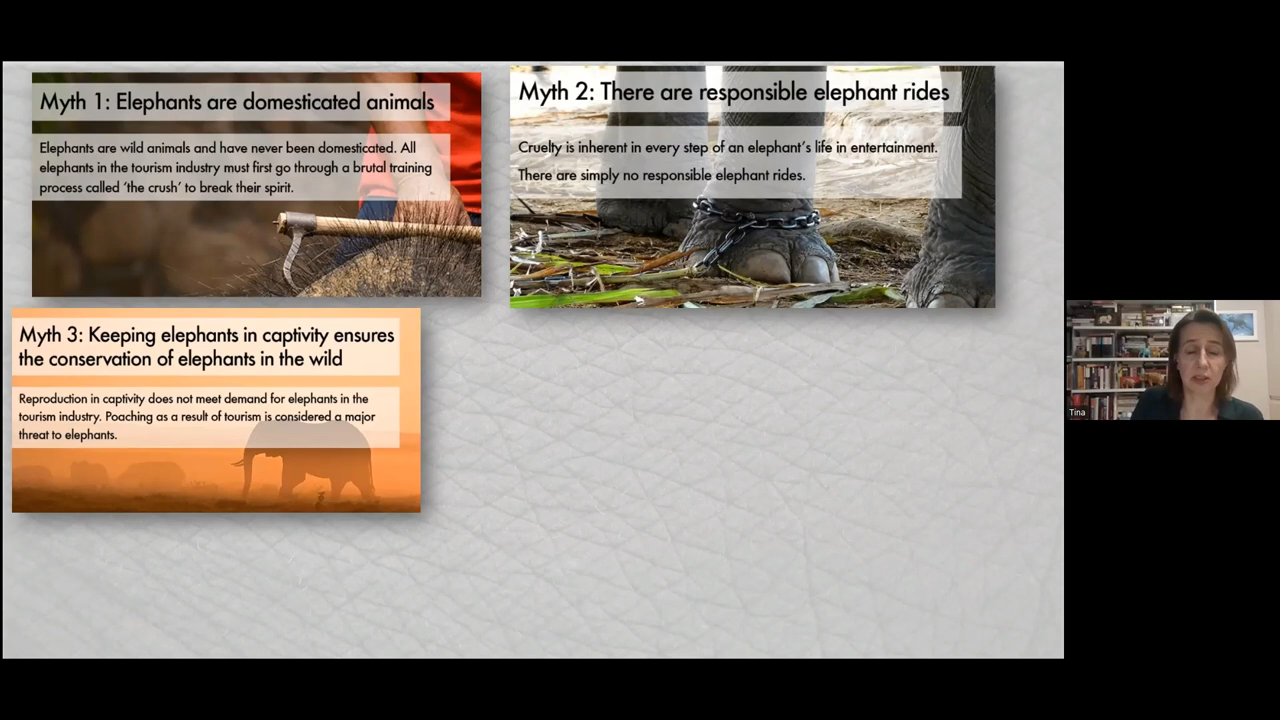 Myth 1: Elephants are domesticated animals
Elephants are wild animals and have never been domesticated. All
elephants in the tourism industry must first go through a brutal training
process called ‘the crush’ to break their spirit.
Myth 2: There are responsible elephant rides
Cruelty is inherent in every step of an elephant’s life in entertainment.
There are simply no responsible elephant rides.
Myth 3: Keeping elephants in captivity ensures
the conservation of elephants in the wild
Reproduction in captivity does not meet demand for elephants in the
tourism industry. Poaching as a result of tourism is considered a major
threat to elephants.
Tina